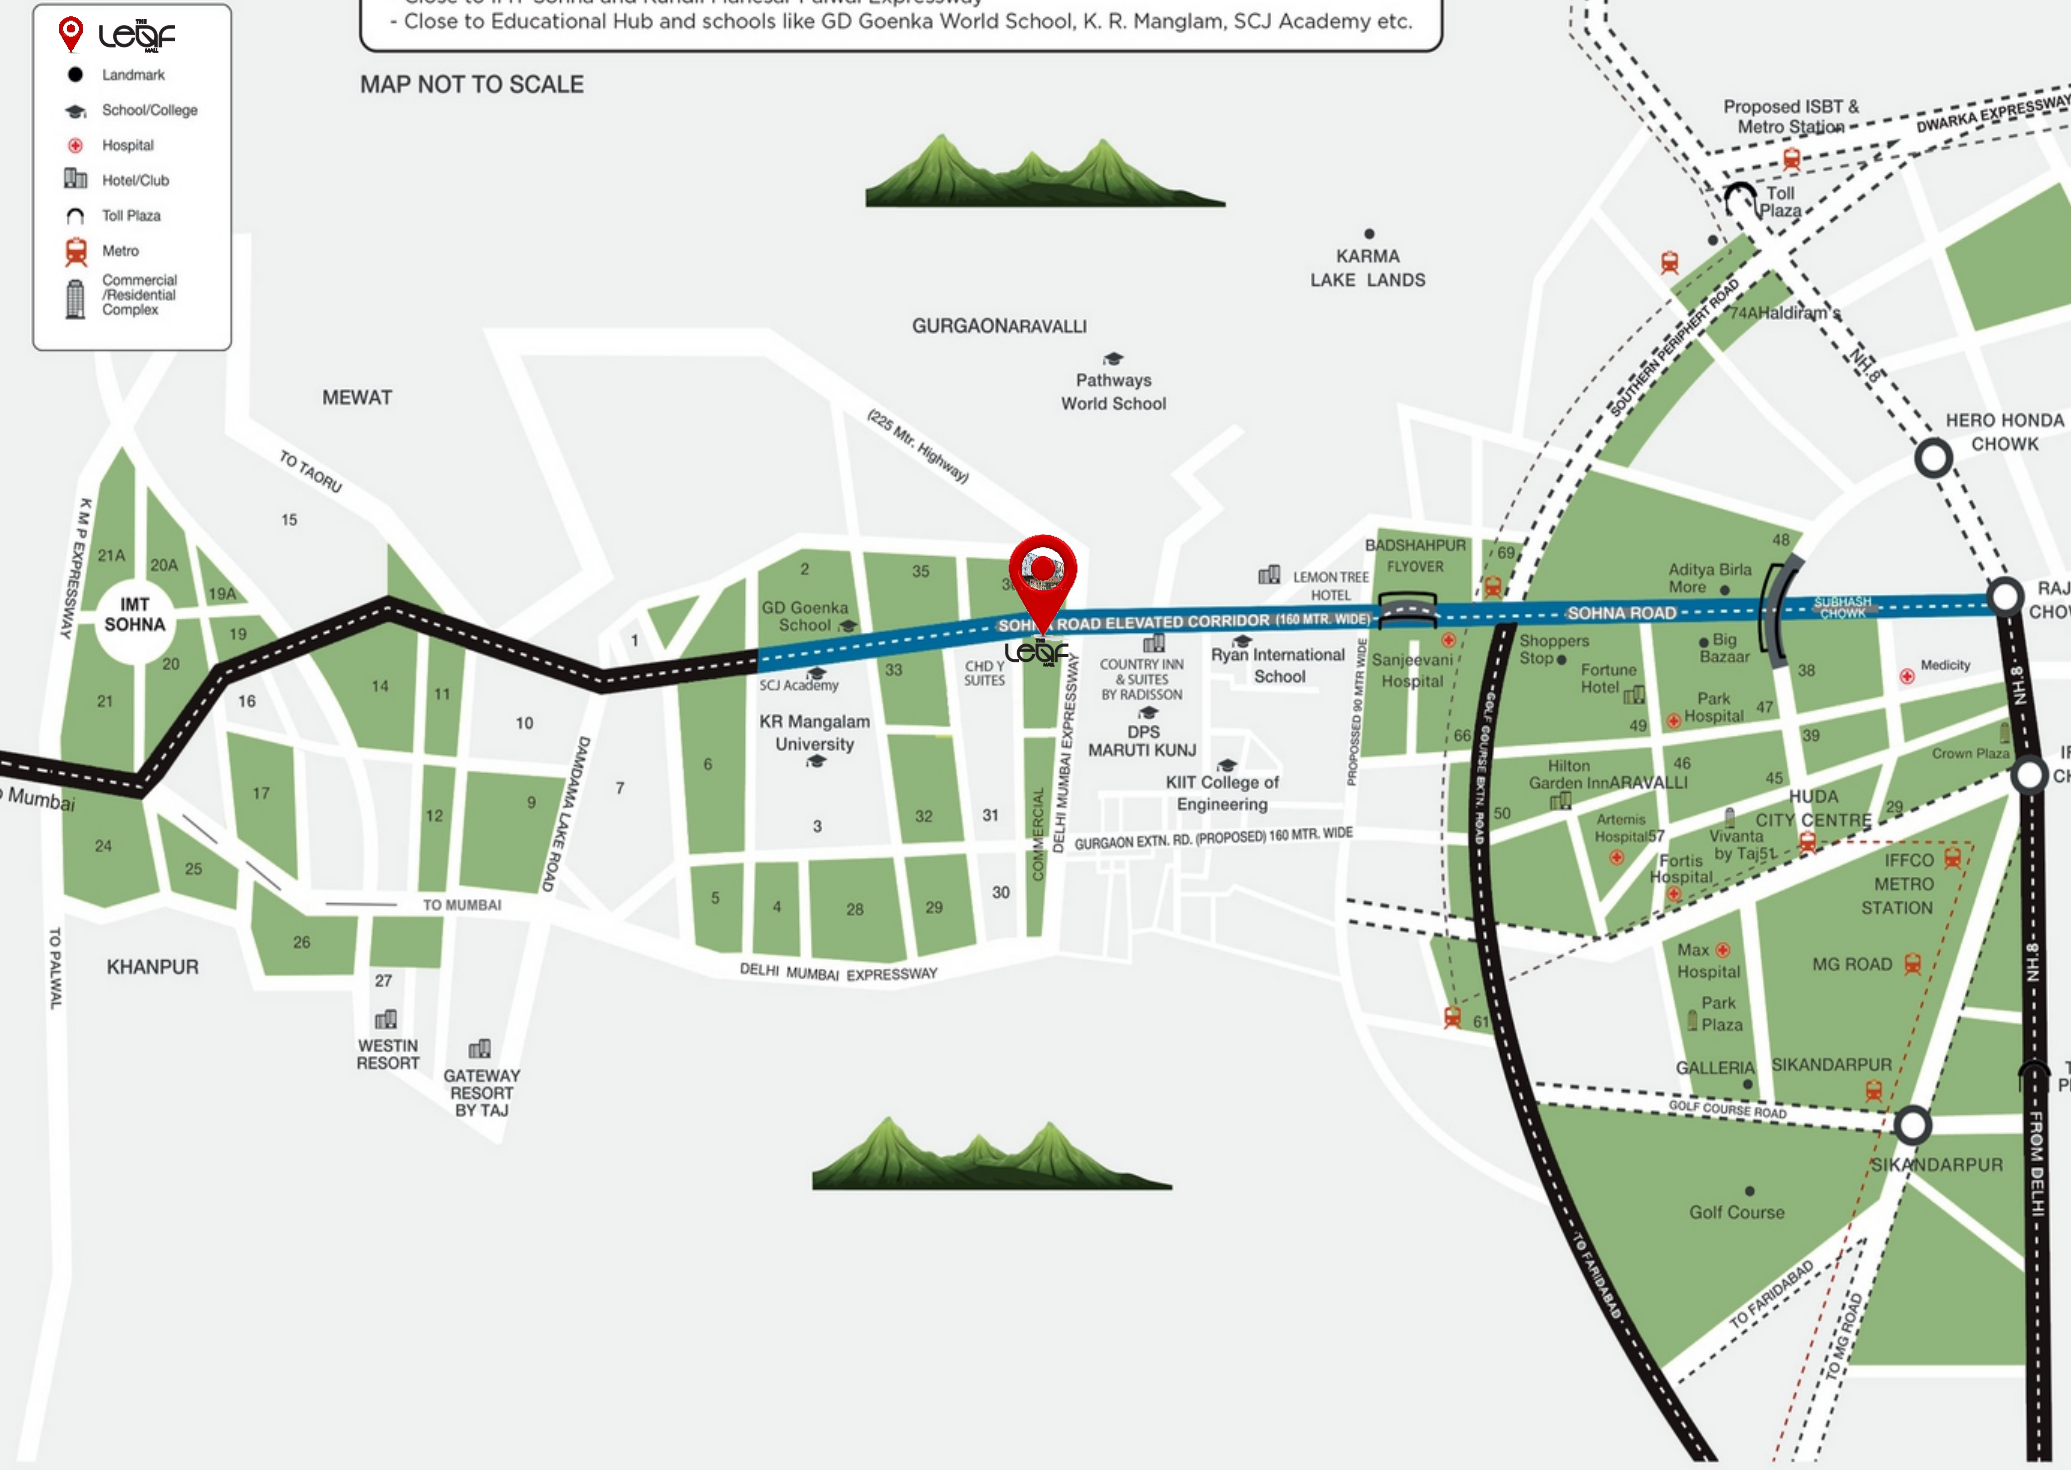 - Close to Educational Hub and schools like GD Goenka World School, K. R. Manglam, SCJ Academy etc.
THE
LEAF
MALL
Landmark
School/College
Hospital
Hotel/Club
Toll Plaza
Metro
Commercial
/Residential
Complex
MAP NOT TO SCALE
Proposed ISBT &
Metro Station
DWARKA EXPRESSWAY
Toll
Plaza
KARMA
LAKE LANDS
74AHaldiram's
SOUTHERN PERIPHERT ROAD
NH.8
GURGAONARAVALLI
Pathways
World School
MEWAT
(225 Mtr. Highway)
HERO HONDA
CHOWK
TO TAORU
15
K M P EXPRESSWAY
21A
20A
19A
IMT
SOHNA
19
20
21
16
14
11
10
1
2
35
GD Goenka
School
SOHNA ROAD ELEVATED CORRIDOR (160 MTR. WIDE)
THE
LEAF
MALL
LEMON TREE
HOTEL
BADSHAHPUR
FLYOVER
69
48
Aditya Birla
More
SOHNA ROAD
SUBHASH
CHOWK
SCJ Academy
KR Mangalam
University
33
CHD Y
SUITES
COUNTRY INN
& SUITES
BY RADISSON
DPS
MARUTI KUNJ
Ryan International
School
KIIT College of
Engineering
PROPOSSED 90 MTR WIDE
Sanjeevani
Hospital
66
Shoppers
Stop
Fortune
Hotel
Big
Bazaar
Park
Hospital
49
47
38
39
Medicity
NH.8
Crown Plaza
Hilton
Garden InnARAVALLI
46
45
HUDA
CITY CENTRE
29
50
GOLF COURSE EXTN. ROAD
Artemis
Hospital57
Vivanta
by Taj51
Fortis
Hospital
IFFCO
METRO
STATION
Mumbai
17
12
9
DAMDAMA LAKE ROAD
7
6
3
32
31
COMMERCIAL
DELHI MUMBAI EXPRESSWAY
GURGAON EXTN. RD. (PROPOSED) 160 MTR. WIDE
24
25
26
TO MUMBAI
5
4
28
29
30
DELHI MUMBAI EXPRESSWAY
TO PALWAL
KHANPUR
27
WESTIN
RESORT
GATEWAY
RESORT
BY TAJ
61
Max
Hospital
Park
Plaza
MG ROAD
NH.8
GALLERIA
SIKANDARPUR
GOLF COURSE ROAD
SIKANDARPUR
Golf Course
FROM DELHI
TO FARIDABAD
TO FARIDABAD
TO MG ROAD